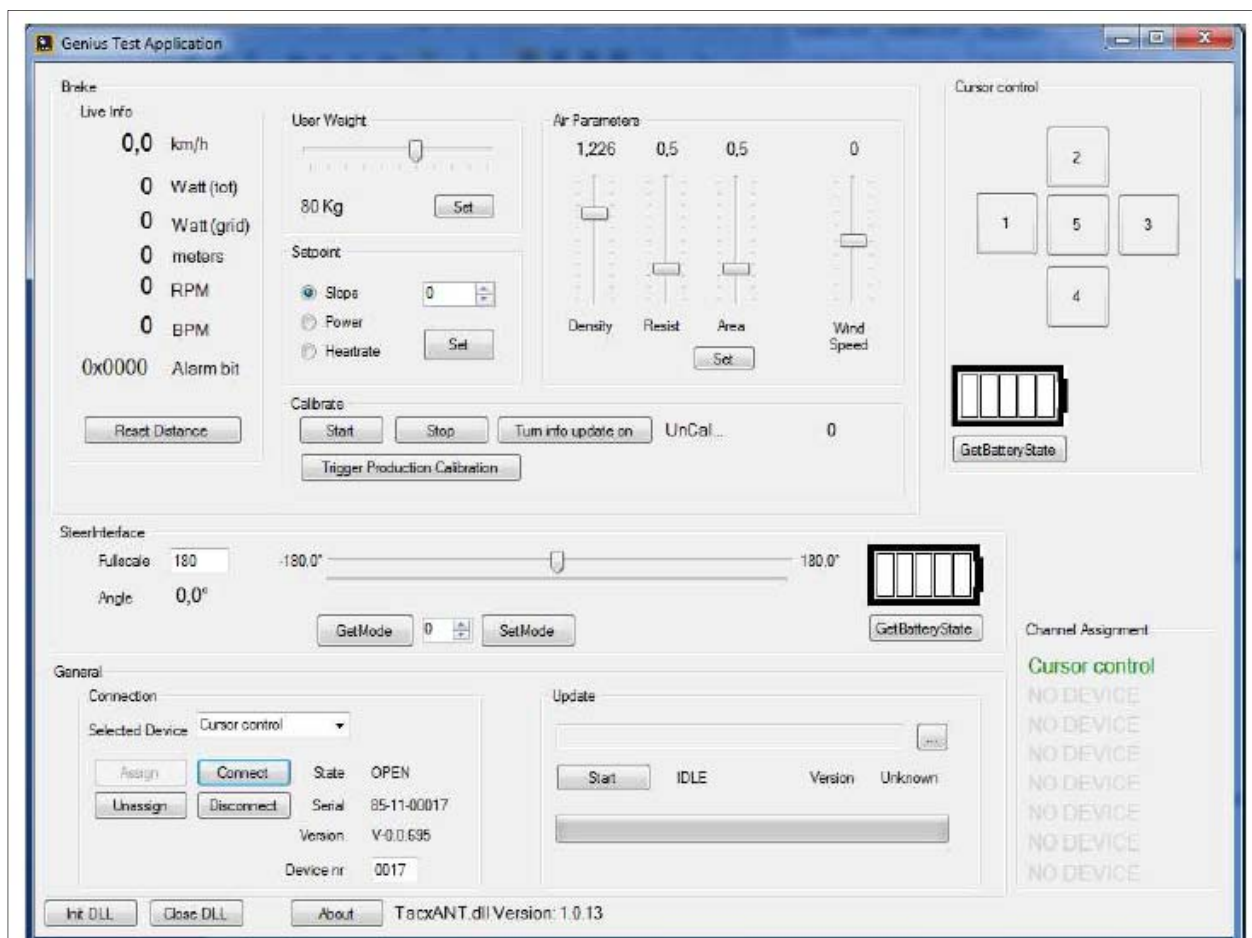 Genius Test Application
Brake
Live Info
0,0 km/h
0 Watt (tot)
0 Watt (grid)
0 meters
0 RPM
0 BPM
0x0000 Alarm bit
Reset Distance
User Weight
80 Kg Set
Setpoint
Slope 0
Power
Heartrate
Set
Air Parameters
1,226 0,5 0,5 0
Density Resist Area Wind Speed
Set
Calibrate
Start Stop Turn info update on UnCal... 0
Trigger Production Calibration
Cursor control
2
1 5 3
4
GetBatteryState
SteerInterface
Fullscale 180 -180.0° 180.0°
Angle 0,0°
GetMode 0 SetMode
GetBatteryState
Channel Assignment
Cursor control
NO DEVICE
NO DEVICE
NO DEVICE
NO DEVICE
NO DEVICE
NO DEVICE
NO DEVICE
General
Connection
Selected Device Cursor control
Assign Connect State OPEN
Unassign Disconnect Serial 85-11-00017
Version V-0.0.695
Device nr 0017
Update
...
Start IDLE Version Unknown
Init DLL Close DLL About TacxANT.dll Version: 1.0.13